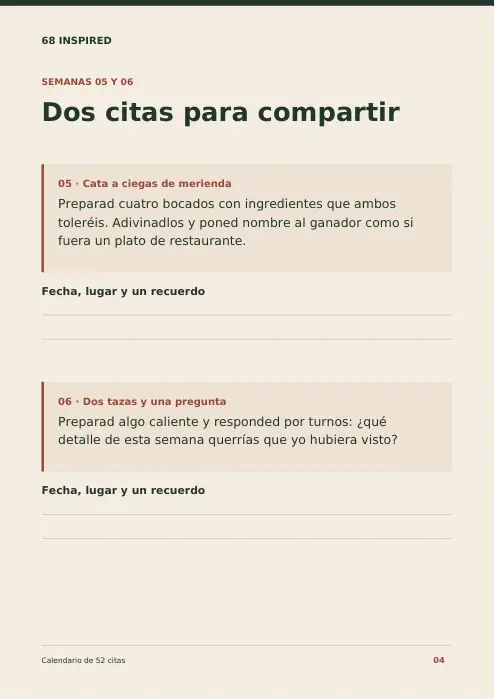 68 INSPIRED
SEMANAS 05 Y 06
Dos citas para compartir
05 · Cata a ciegas de merienda
Preparad cuatro bocados con ingredientes que ambos
toleréis. Adivinadlos y poned nombre al ganador como si
fuera un plato de restaurante.
Fecha, lugar y un recuerdo
06 · Dos tazas y una pregunta
Preparad algo caliente y responded por turnos: ¿qué
detalle de esta semana querrías que yo hubiera visto?
Fecha, lugar y un recuerdo
Calendario de 52 citas
04